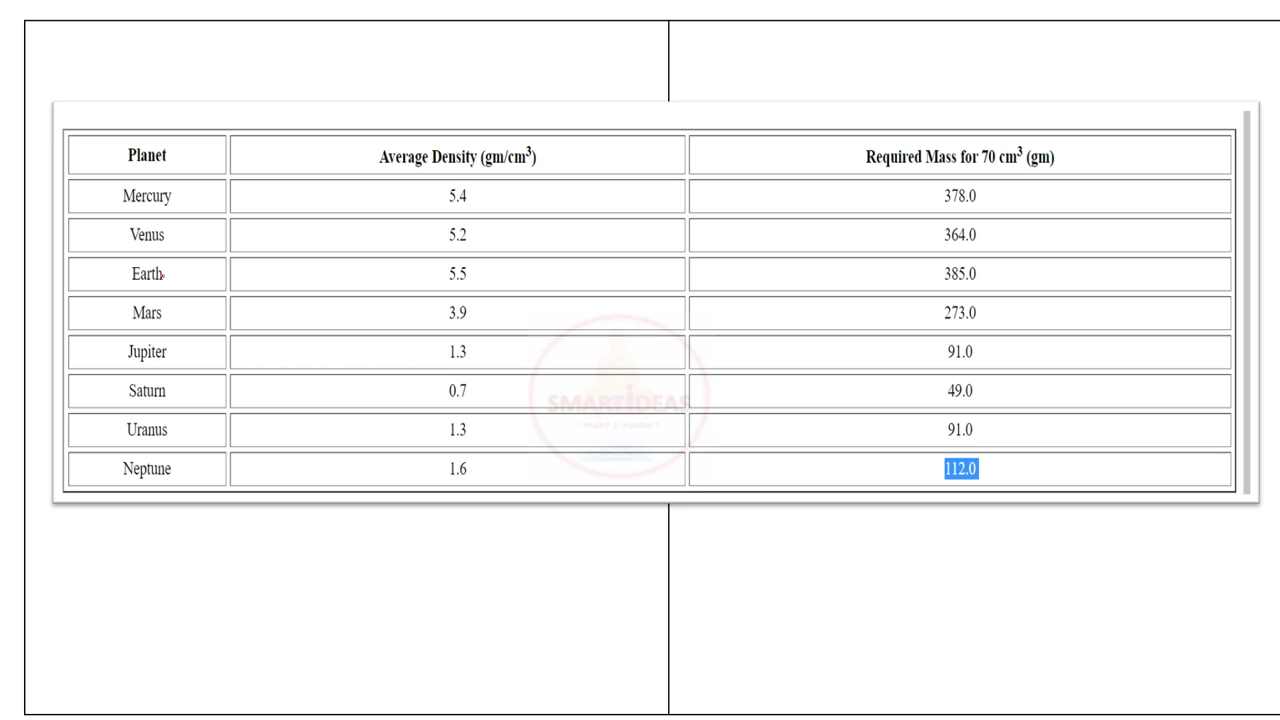 Planet Average Density (gm/cm³) Required Mass for 70 cm³ (gm)
Mercury 5.4 378.0
Venus 5.2 364.0
Earth 5.5 385.0
Mars 3.9 273.0
Jupiter 1.3 91.0
Saturn 0.7 49.0
SMARTIDEAS
Uranus 1.3 91.0
Neptune 1.6 112.0